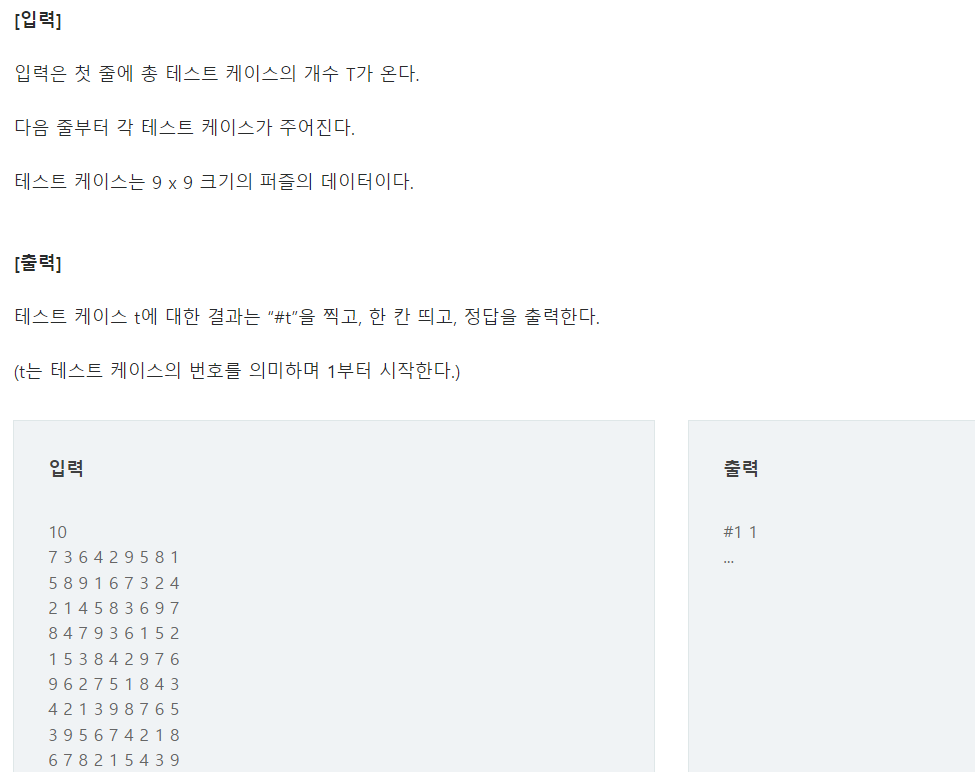 [입력]
입력은 첫 줄에 총 테스트 케이스의 개수 T가 온다.
다음 줄부터 각 테스트 케이스가 주어진다.
테스트 케이스는 9 x 9 크기의 퍼즐의 데이터이다.
[출력]
테스트 케이스 t에 대한 결과는 “#t”을 찍고, 한 칸 띄고, 정답을 출력한다.
(t는 테스트 케이스의 번호를 의미하며 1부터 시작한다.)
입력
10
7 3 6 4 2 9 5 8 1
5 8 9 1 6 7 3 2 4
2 1 4 5 8 3 6 9 7
8 4 7 9 3 6 1 5 2
1 5 3 8 4 2 9 7 6
9 6 2 7 5 1 8 4 3
4 2 1 3 9 8 7 6 5
3 9 5 6 7 4 2 1 8
6 7 8 2 1 5 4 3 9
출력
#1 1
...